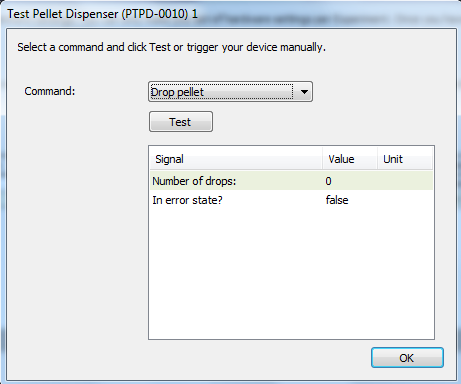 Test Pellet Dispenser (PTPD-0010) 1
Select a command and click Test or trigger your device manually.
Command: Drop pellet
Test
Signal Value Unit
Number of drops: 0
In error state? false
OK